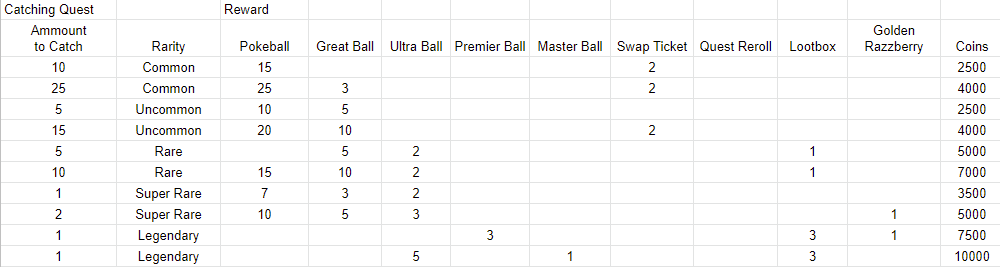 Catching Quest Reward
Ammount to Catch Rarity Pokeball Great Ball Ultra Ball Premier Ball Master Ball Swap Ticket Quest Reroll Lootbox Golden Razzberry Coins
10 Common 15 2 2500
25 Common 25 3 2 4000
5 Uncommon 10 5 2500
15 Uncommon 20 10 2 4000
5 Rare 5 2 1 5000
10 Rare 15 10 2 1 7000
1 Super Rare 7 3 2 3500
2 Super Rare 10 5 3 1 5000
1 Legendary 3 3 1 7500
1 Legendary 5 1 3 10000